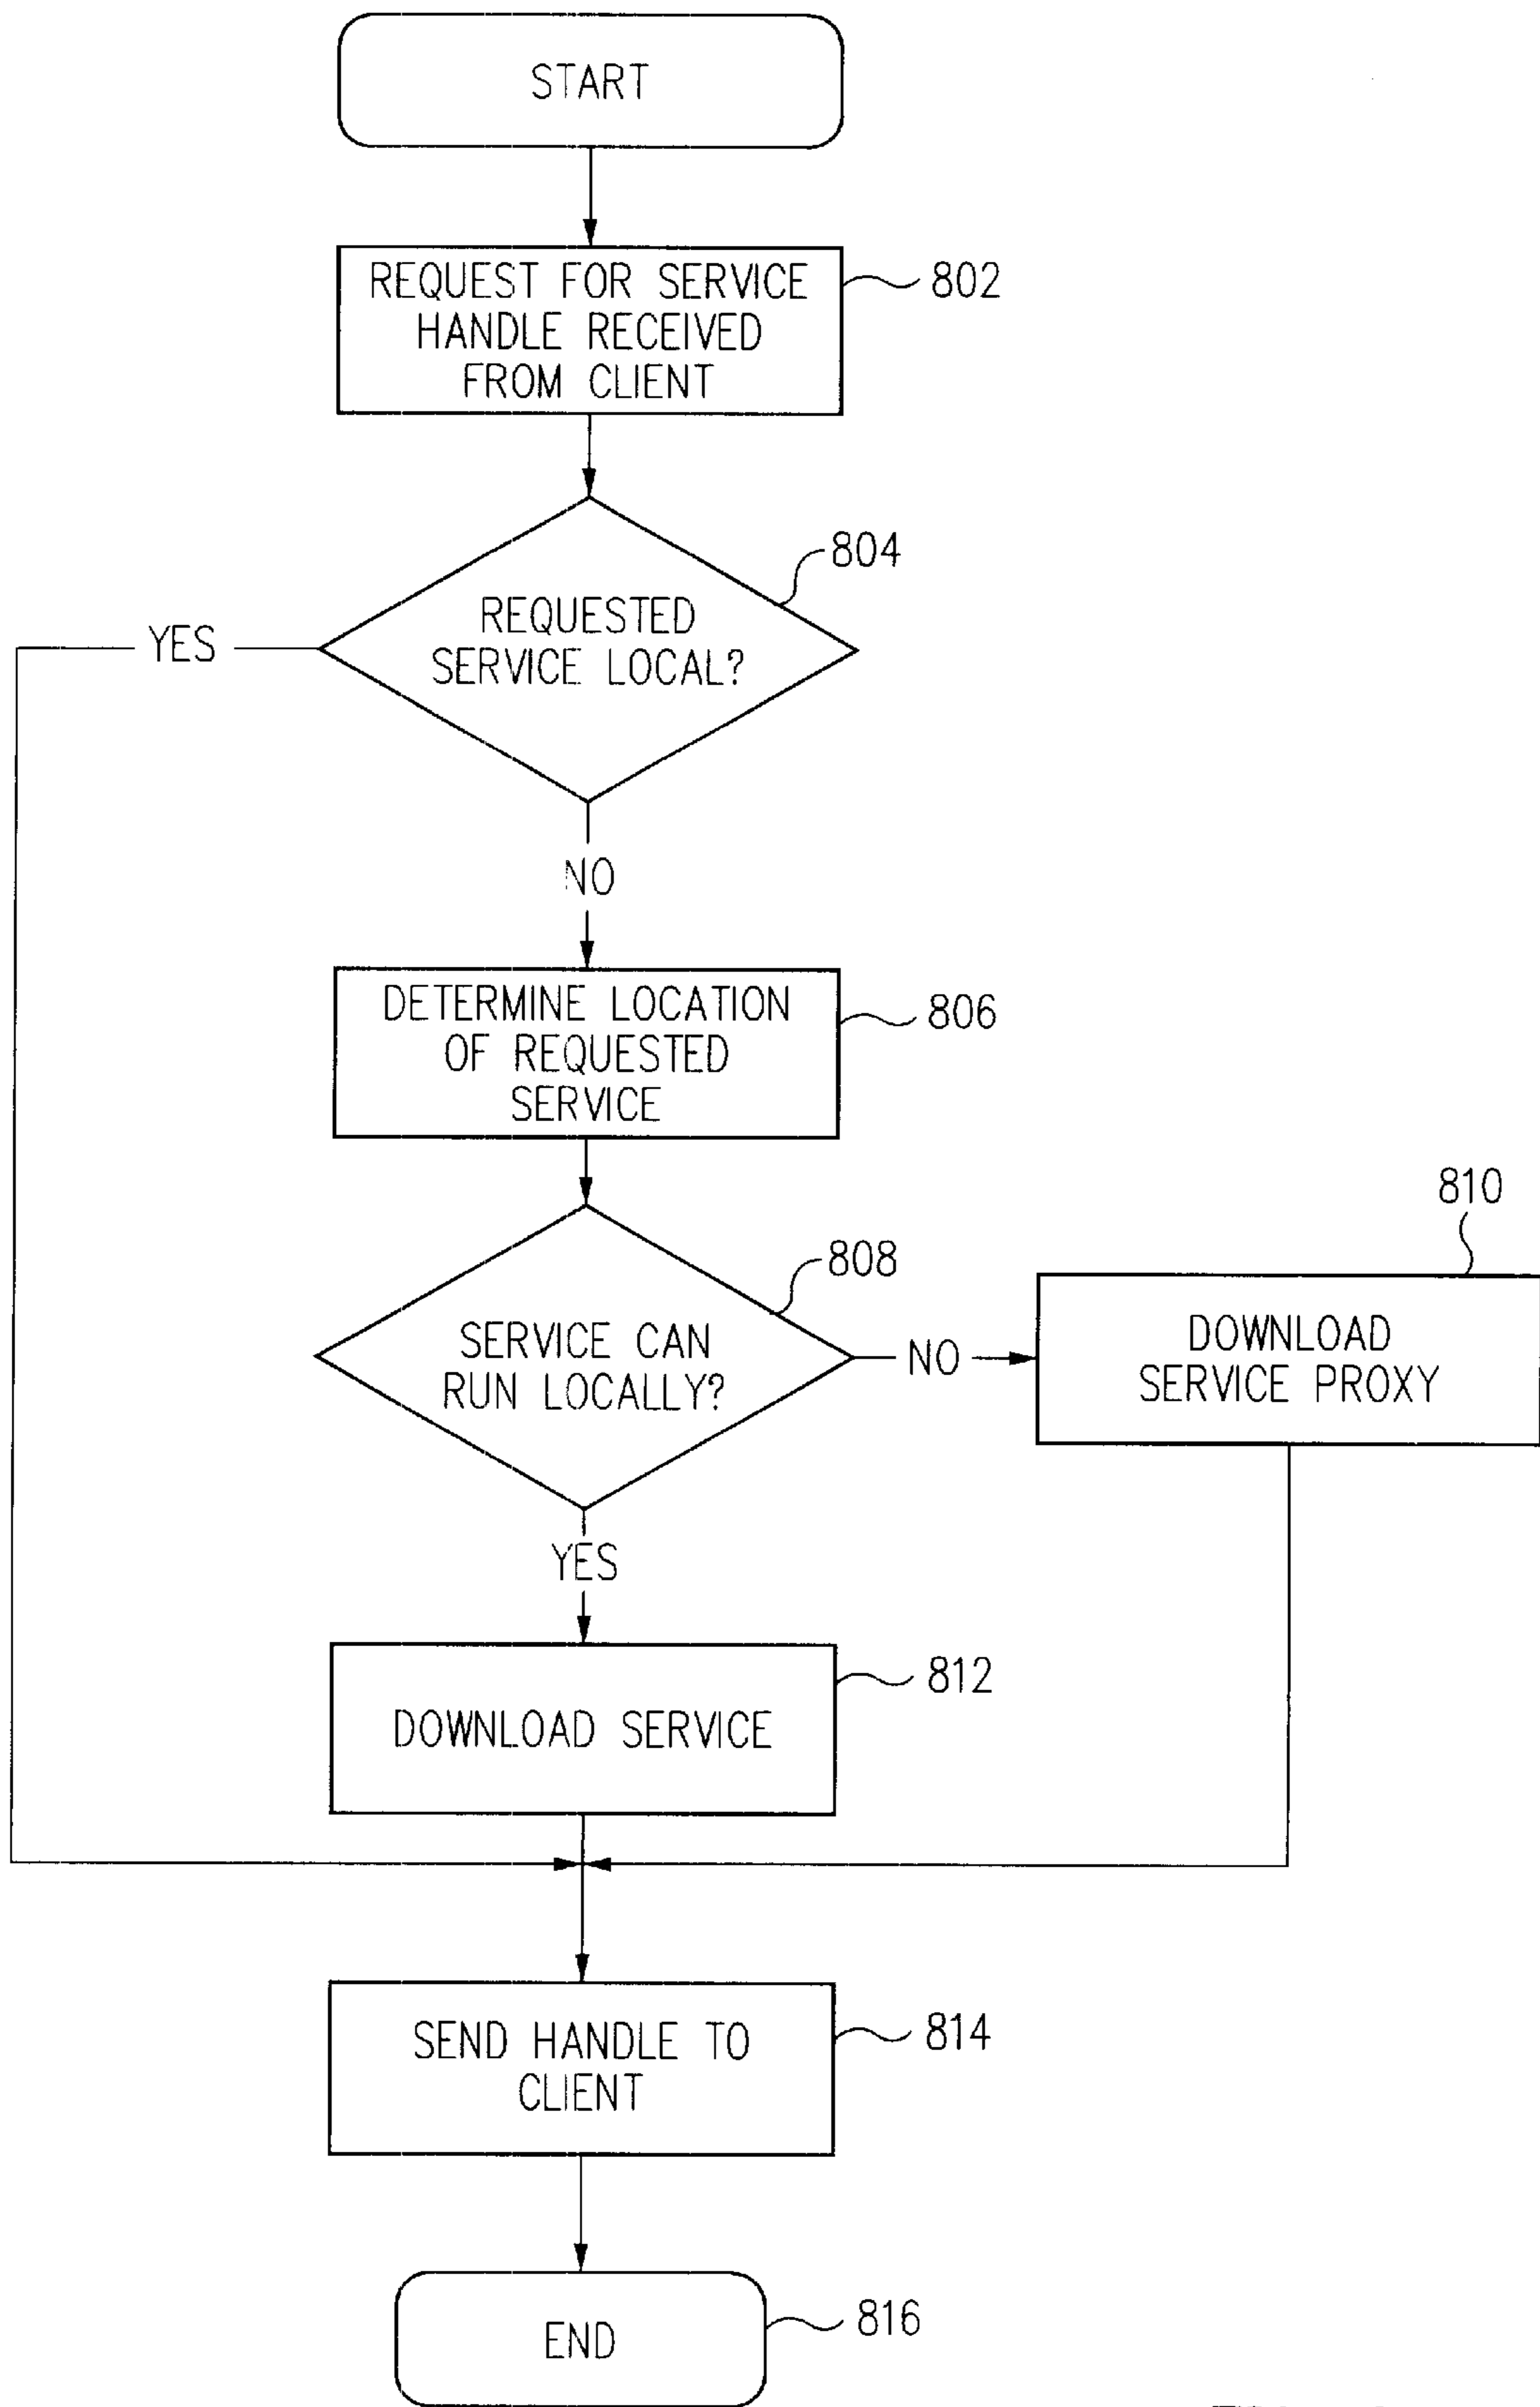 START
REQUEST FOR SERVICE
HANDLE RECEIVED
FROM CLIENT
802
804
REQUESTED
SERVICE LOCAL?
YES
NO
DETERMINE LOCATION
OF REQUESTED
SERVICE
806
810
808
SERVICE CAN
RUN LOCALLY?
NO
DOWNLOAD
SERVICE PROXY
YES
812
DOWNLOAD SERVICE
SEND HANDLE TO
CLIENT
814
END
816